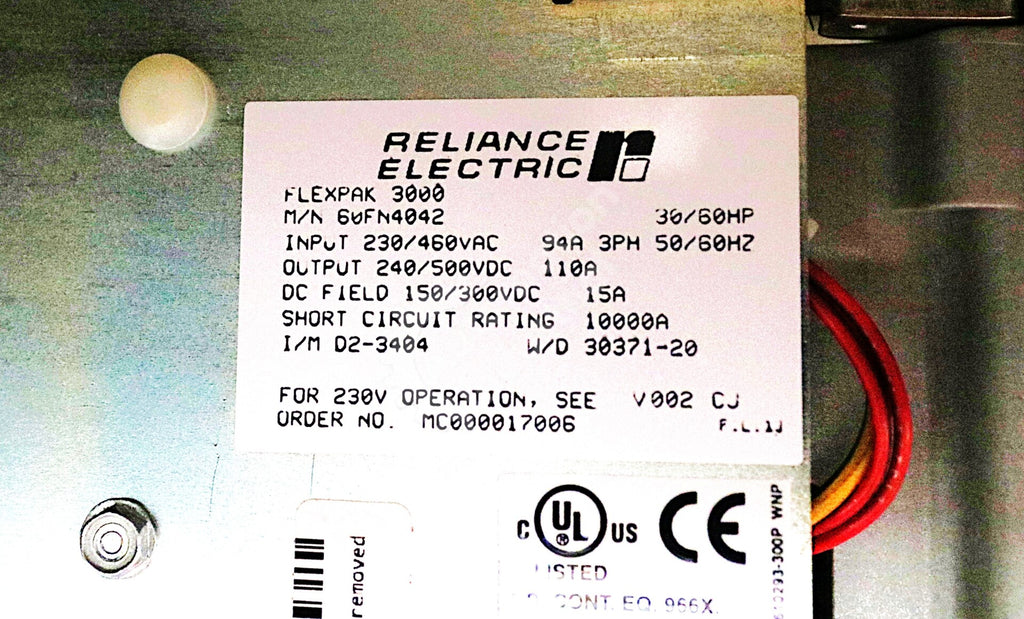 RELIANCE
ELECTRIC
FLEXPAK 3000
M/N 60FN4042 30/60HP
INPUT 230/460VAC 94A 3PH 50/60HZ
OUTPUT 240/500VDC 110A
DC FIELD 150/300VDC 15A
SHORT CIRCUIT RATING 10000A
I/M D2-3404 W/D 30371-20
FOR 230V OPERATION, SEE V002 CJ
ORDER NO. MC000017006 F.L.1J
C UL US CE
®
LISTED
CONT. EQ. 966X
removed
-300P WNP